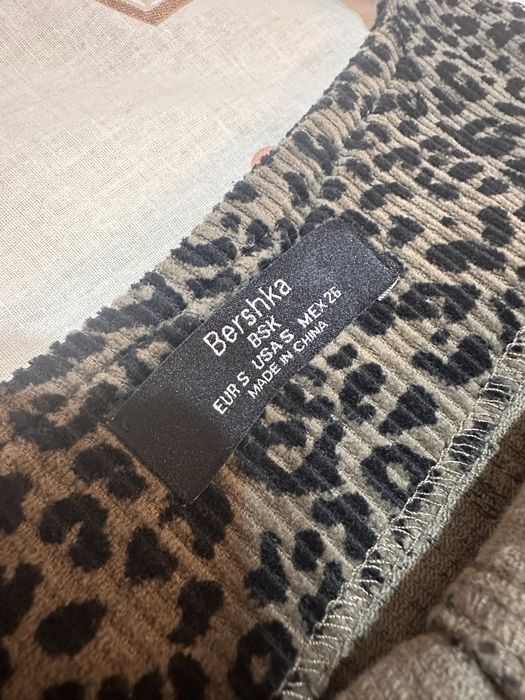 Bershka
BSK
EUR S USA S MEX 26
MADE IN CHINA